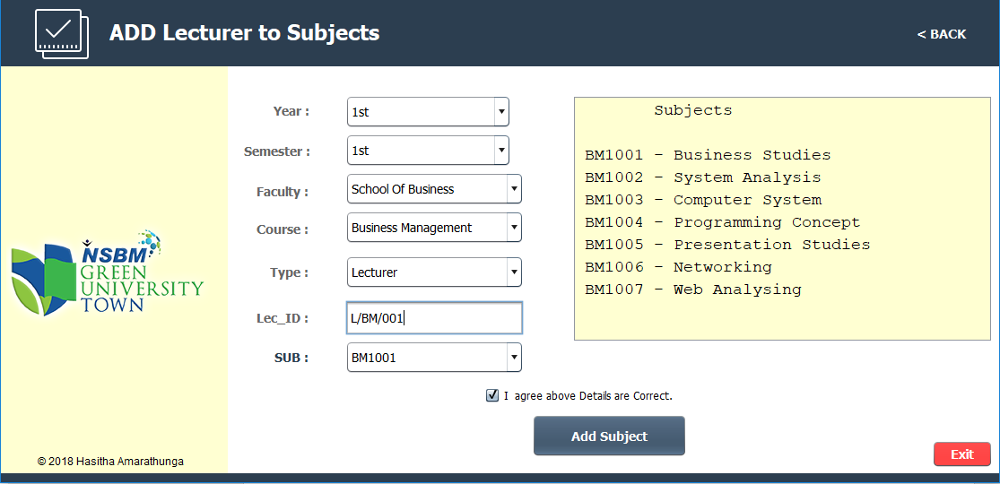 ADD Lecturer to Subjects
< BACK
Year :
1st
Semester :
1st
Faculty :
School Of Business
Course :
Business Management
Type :
Lecturer
Lec_ID :
L/BM/001
SUB :
BM1001
Subjects
BM1001 - Business Studies
BM1002 - System Analysis
BM1003 - Computer System
BM1004 - Programming Concept
BM1005 - Presentation Studies
BM1006 - Networking
BM1007 - Web Analysing
NSBM
GREEN
UNIVERSITY
TOWN
I agree above Details are Correct.
Add Subject
Exit
© 2018 Hasitha Amarathunga